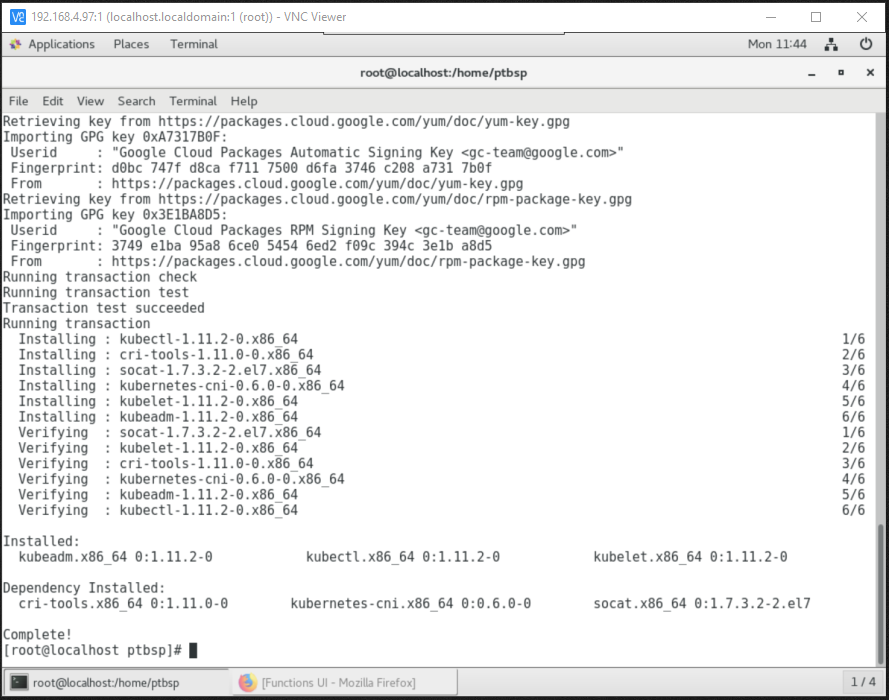 192.168.4.97:1 (localhost.localdomain:1 (root)) - VNC Viewer
Applications Places Terminal Mon 11:44
root@localhost:/home/ptbsp
File Edit View Search Terminal Help
Retrieving key from https://packages.cloud.google.com/yum/doc/yum-key.gpg
Importing GPG key 0xA7317B0F:
Userid : "Google Cloud Packages Automatic Signing Key <gc-team@google.com>"
Fingerprint: d0bc 747f d8ca f711 7500 d6fa 3746 c208 a731 7b0f
From : https://packages.cloud.google.com/yum/doc/yum-key.gpg
Retrieving key from https://packages.cloud.google.com/yum/doc/rpm-package-key.gpg
Importing GPG key 0x3E1BA8D5:
Userid : "Google Cloud Packages RPM Signing Key <gc-team@google.com>"
Fingerprint: 3749 e1ba 95a8 6ce0 5454 6ed2 f09c 394c 3e1b a8d5
From : https://packages.cloud.google.com/yum/doc/rpm-package-key.gpg
Running transaction check
Running transaction test
Transaction test succeeded
Running transaction
Installing : kubectl-1.11.2-0.x86_64 1/6
Installing : cri-tools-1.11.0-0.x86_64 2/6
Installing : socat-1.7.3.2-2.el7.x86_64 3/6
Installing : kubernetes-cni-0.6.0-0.x86_64 4/6
Installing : kubelet-1.11.2-0.x86_64 5/6
Installing : kubeadm-1.11.2-0.x86_64 6/6
Verifying : socat-1.7.3.2-2.el7.x86_64 1/6
Verifying : kubelet-1.11.2-0.x86_64 2/6
Verifying : cri-tools-1.11.0-0.x86_64 3/6
Verifying : kubernetes-cni-0.6.0-0.x86_64 4/6
Verifying : kubeadm-1.11.2-0.x86_64 5/6
Verifying : kubectl-1.11.2-0.x86_64 6/6
Installed:
kubeadm.x86_64 0:1.11.2-0 kubectl.x86_64 0:1.11.2-0 kubelet.x86_64 0:1.11.2-0
Dependency Installed:
cri-tools.x86_64 0:1.11.0-0 kubernetes-cni.x86_64 0:0.6.0-0 socat.x86_64 0:1.7.3.2-2.el7
Complete!
[root@localhost ptbsp]#
root@localhost:/home/ptbsp [Functions UI - Mozilla Firefox] 1 / 4